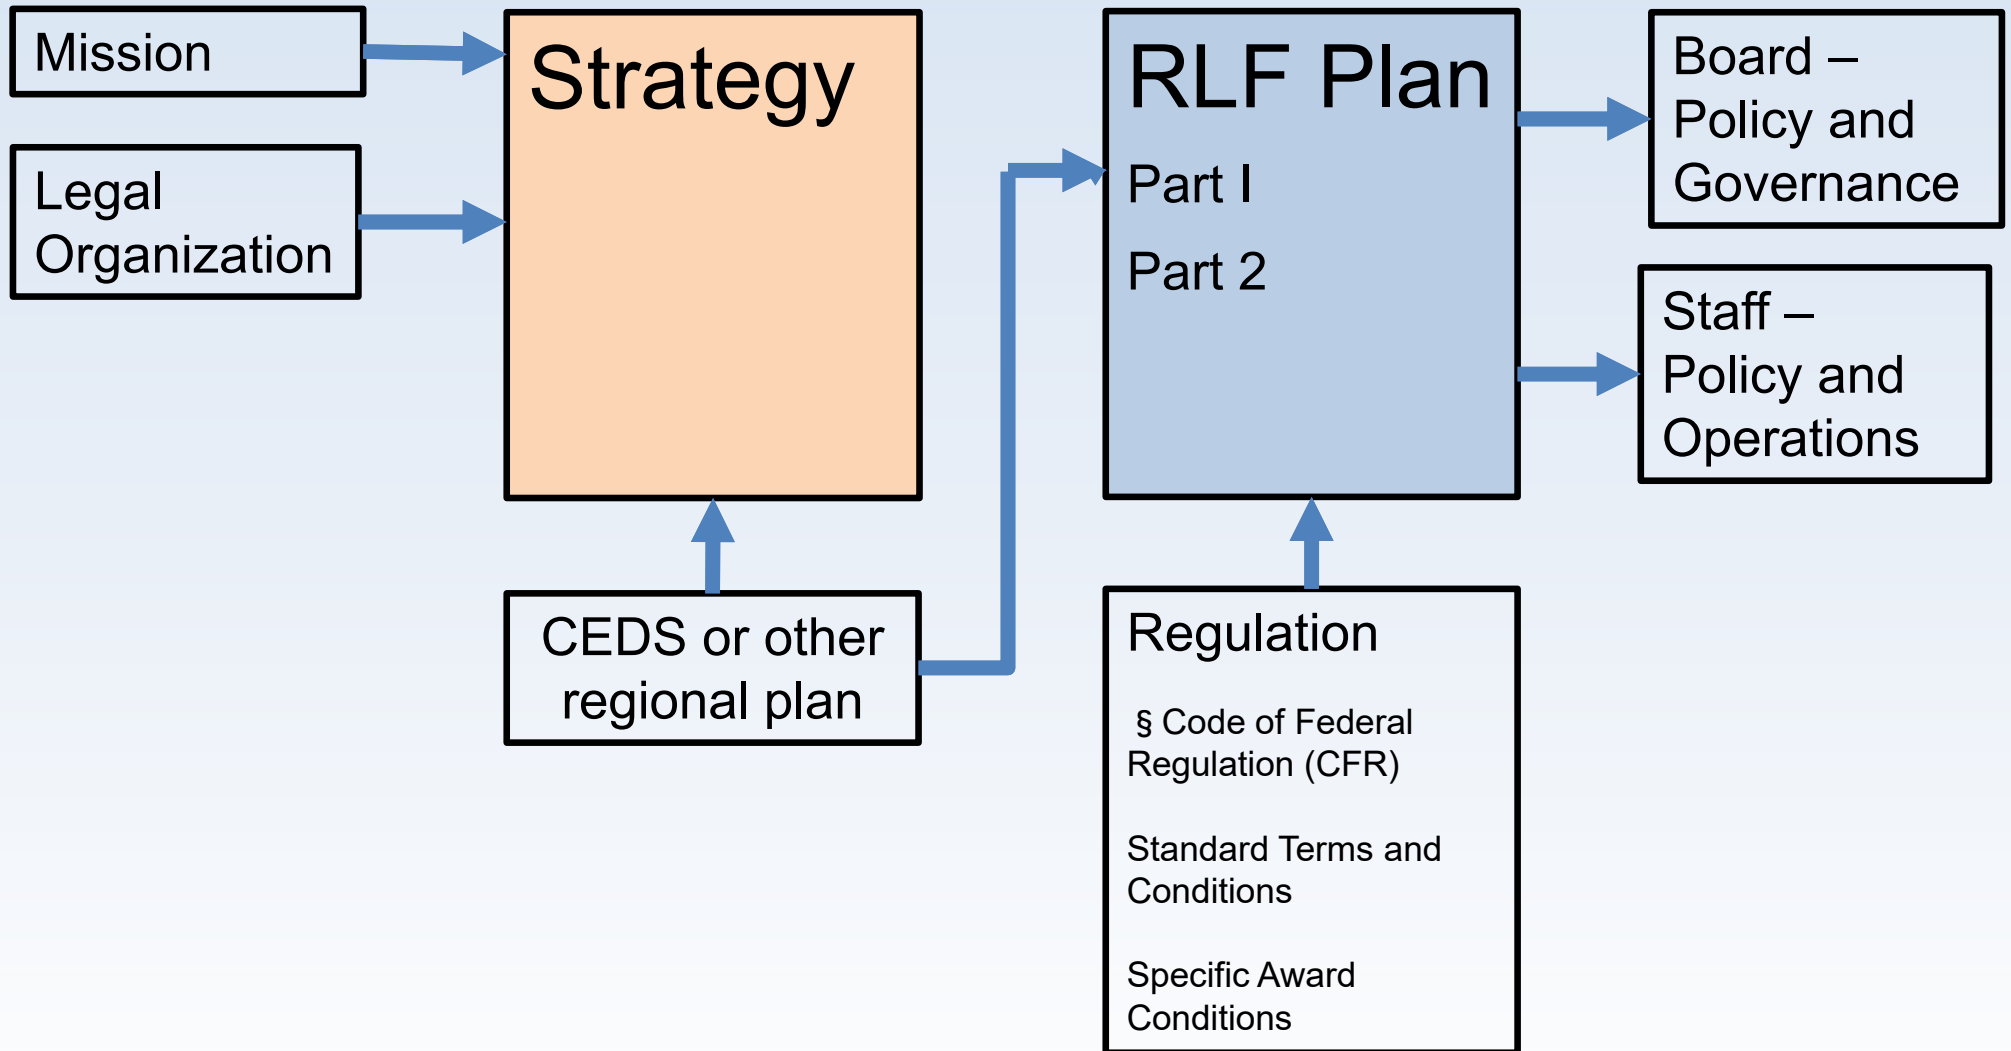 Mission
Legal
Organization
Strategy
CEDS or other
regional plan
RLF Plan
Part I
Part 2
Regulation
§ Code of Federal
Regulation (CFR)
Standard Terms and
Conditions
Specific Award
Conditions
Board –
Policy and
Governance
Staff –
Policy and
Operations